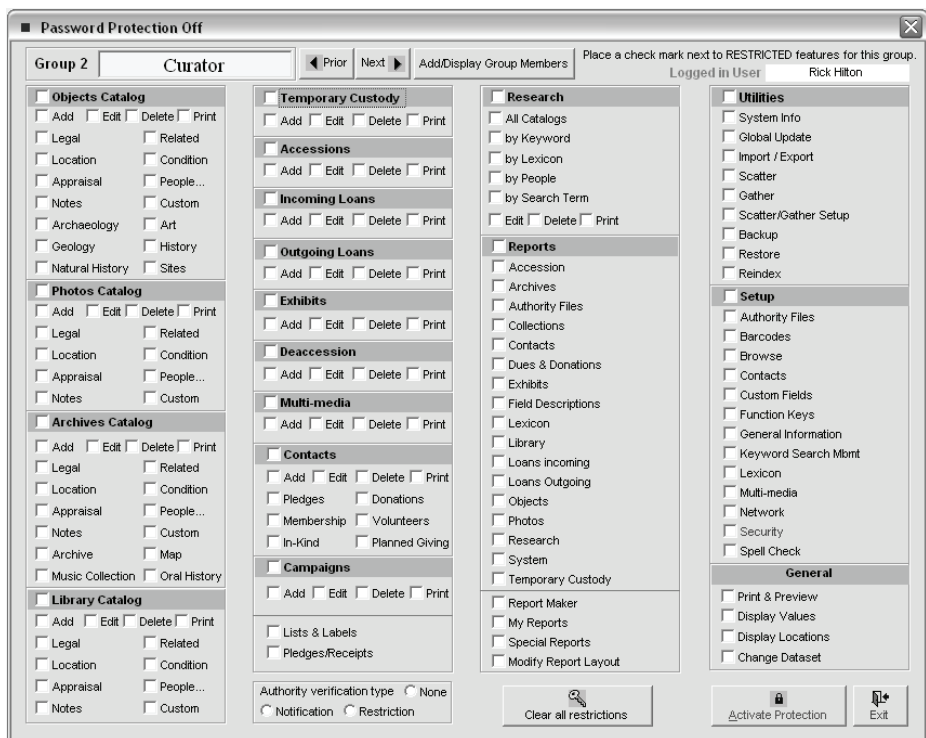 Password Protection Off
Group 2 Curator Prior Next Add/Display Group Members
Place a check mark next to RESTRICTED features for this group.
Logged in User Rick Hilton
Objects Catalog
Add Edit Delete Print
Legal Related
Location Condition
Appraisal People...
Notes Custom
Archaeology Art
Geology History
Natural History Sites
Photos Catalog
Add Edit Delete Print
Legal Related
Location Condition
Appraisal People...
Notes Custom
Archives Catalog
Add Edit Delete Print
Legal Related
Location Condition
Appraisal People...
Notes Custom
Archive Map
Music Collection Oral History
Library Catalog
Add Edit Delete Print
Legal Related
Location Condition
Appraisal People...
Notes Custom
Temporary Custody
Add Edit Delete Print
Accessions
Add Edit Delete Print
Incoming Loans
Add Edit Delete Print
Outgoing Loans
Add Edit Delete Print
Exhibits
Add Edit Delete Print
Deaccession
Add Edit Delete Print
Multi-media
Add Edit Delete Print
Contacts
Add Edit Delete Print
Pledges Donations
Membership Volunteers
In-Kind Planned Giving
Campaigns
Add Edit Delete Print
Lists & Labels
Pledges/Receipts
Authority verification type None
Notification Restriction
Research
All Catalogs
by Keyword
by Lexicon
by People
by Search Term
Edit Delete Print
Reports
Accession
Archives
Authority Files
Collections
Contacts
Dues & Donations
Exhibits
Field Descriptions
Lexicon
Library
Loans incoming
Loans Outgoing
Objects
Photos
Research
System
Temporary Custody
Report Maker
My Reports
Special Reports
Modify Report Layout
Clear all restrictions
Utilities
System Info
Global Update
Import / Export
Scatter
Gather
Scatter/Gather Setup
Backup
Restore
Reindex
Setup
Authority Files
Barcodes
Browse
Contacts
Custom Fields
Function Keys
General Information
Keyword Search Mbmt
Lexicon
Multi-media
Network
Security
Spell Check
General
Print & Preview
Display Values
Display Locations
Change Dataset
Activate Protection
Exit